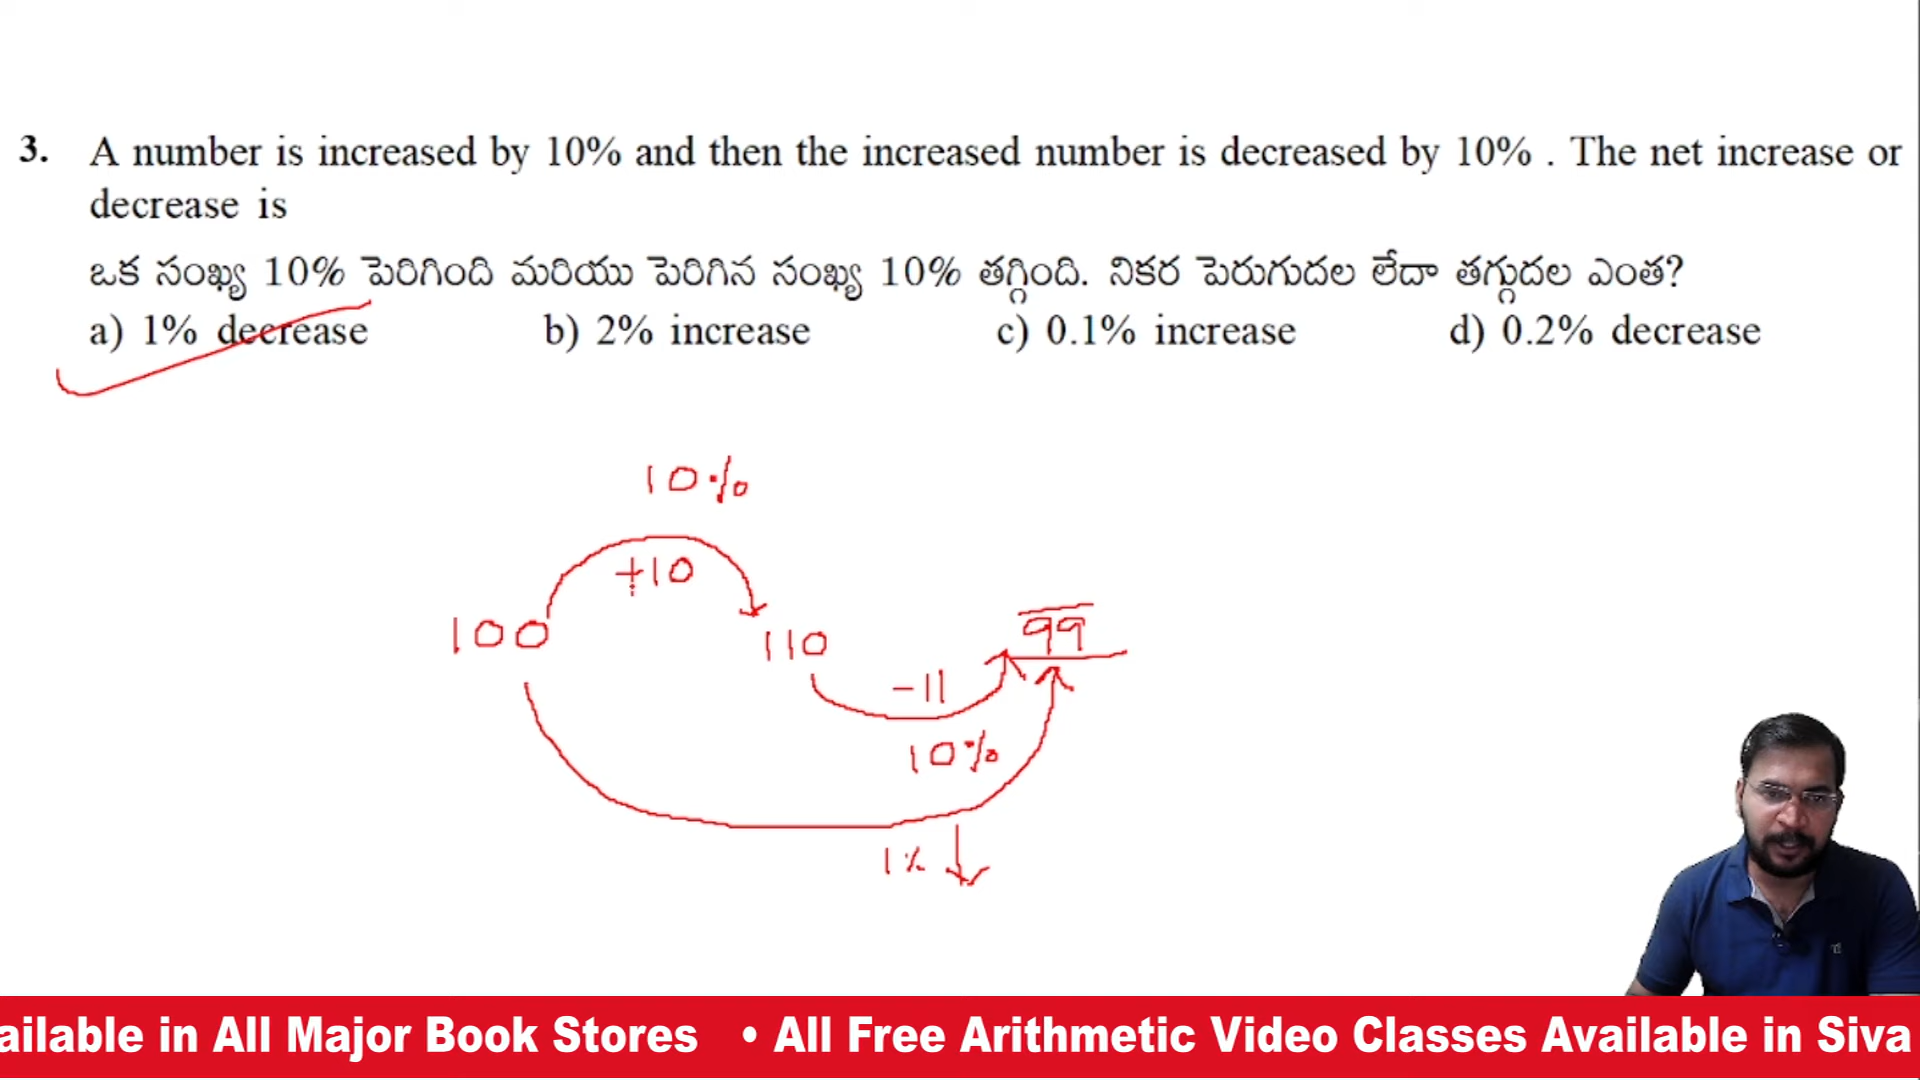 3. A number is increased by 10% and then the increased number is decreased by 10% . The net increase or
decrease is
ఒక సంఖ్య 10% పెరిగింది మరియు పెరిగిన సంఖ్య 10% తగ్గింది. నికర పెరుగుదల లేదా తగ్గుదల ఎంత?
a) 1% decrease b) 2% increase c) 0.1% increase d) 0.2% decrease
10%
+10
100 110 99
-11
10%
1%
ailable in All Major Book Stores • All Free Arithmetic Video Classes Available in Siva